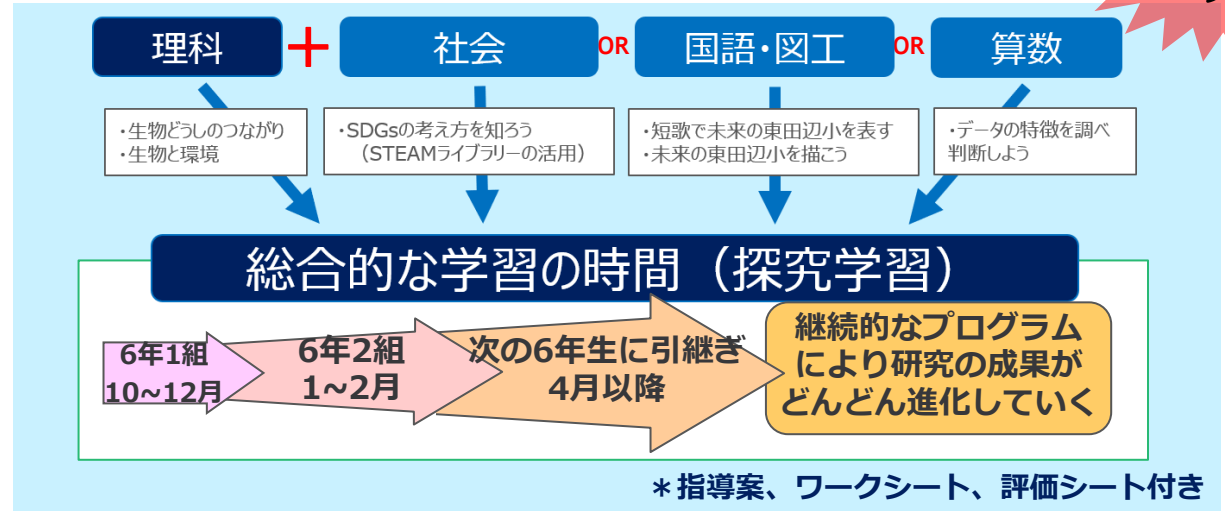 理科
+
社会
OR
国語・図工
OR
算数
・生物どうしのつながり
・生物と環境
・SDGsの考え方を知ろう
（STEAMライブラリーの活用）
・短歌で未来の東田辺小を表す
・未来の東田辺小を描こう
・データの特徴を調べ
判断しよう
総合的な学習の時間（探究学習）
6年1組
10~12月
6年2組
1~2月
次の6年生に引継ぎ
4月以降
継続的なプログラム
により研究の成果が
どんどん進化していく
＊指導案、ワークシート、評価シート付き